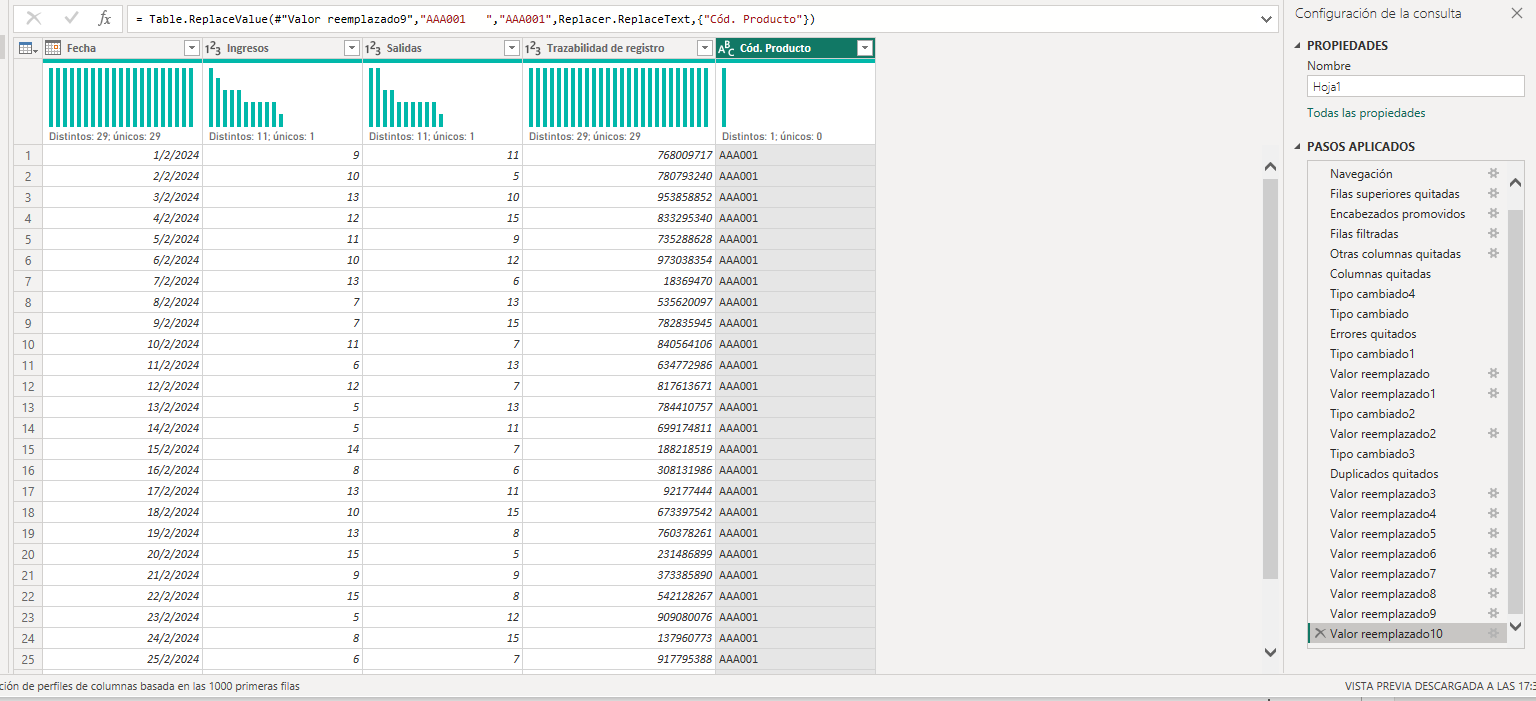 = Table.ReplaceValue(#"Valor reemplazado9","AAA001   ","AAA001",Replacer.ReplaceText,{"Cód. Producto"})
Fecha 123 Ingresos 123 Salidas 123 Trazabilidad de registro ABC Cód. Producto
Distintos: 29; únicos: 29 Distintos: 11; únicos: 1 Distintos: 11; únicos: 1 Distintos: 29; únicos: 29 Distintos: 1; únicos: 0
1 1/2/2024 9 11 768009717 AAA001
2 2/2/2024 10 5 780793240 AAA001
3 3/2/2024 13 10 953858852 AAA001
4 4/2/2024 12 15 833295340 AAA001
5 5/2/2024 11 9 735288628 AAA001
6 6/2/2024 10 12 973038354 AAA001
7 7/2/2024 13 6 18369470 AAA001
8 8/2/2024 7 13 535620097 AAA001
9 9/2/2024 7 15 782835945 AAA001
10 10/2/2024 11 7 840564106 AAA001
11 11/2/2024 6 13 634772986 AAA001
12 12/2/2024 12 7 817613671 AAA001
13 13/2/2024 5 13 784410757 AAA001
14 14/2/2024 5 11 699174811 AAA001
15 15/2/2024 14 7 188218519 AAA001
16 16/2/2024 8 6 308131986 AAA001
17 17/2/2024 13 11 92177444 AAA001
18 18/2/2024 10 15 673397542 AAA001
19 19/2/2024 13 8 760378261 AAA001
20 20/2/2024 15 5 231486899 AAA001
21 21/2/2024 9 9 373385890 AAA001
22 22/2/2024 15 8 542128267 AAA001
23 23/2/2024 5 12 909080076 AAA001
24 24/2/2024 8 15 137960773 AAA001
25 25/2/2024 6 7 917795388 AAA001
ción de perfiles de columnas basada en las 1000 primeras filas
Configuración de la consulta
PROPIEDADES
Nombre
Hoja1
Todas las propiedades
PASOS APLICADOS
Navegación
Filas superiores quitadas
Encabezados promovidos
Filas filtradas
Otras columnas quitadas
Columnas quitadas
Tipo cambiado4
Tipo cambiado
Errores quitados
Tipo cambiado1
Valor reemplazado
Valor reemplazado1
Tipo cambiado2
Valor reemplazado2
Tipo cambiado3
Duplicados quitados
Valor reemplazado3
Valor reemplazado4
Valor reemplazado5
Valor reemplazado6
Valor reemplazado7
Valor reemplazado8
Valor reemplazado9
Valor reemplazado10
VISTA PREVIA DESCARGADA A LAS 17:3